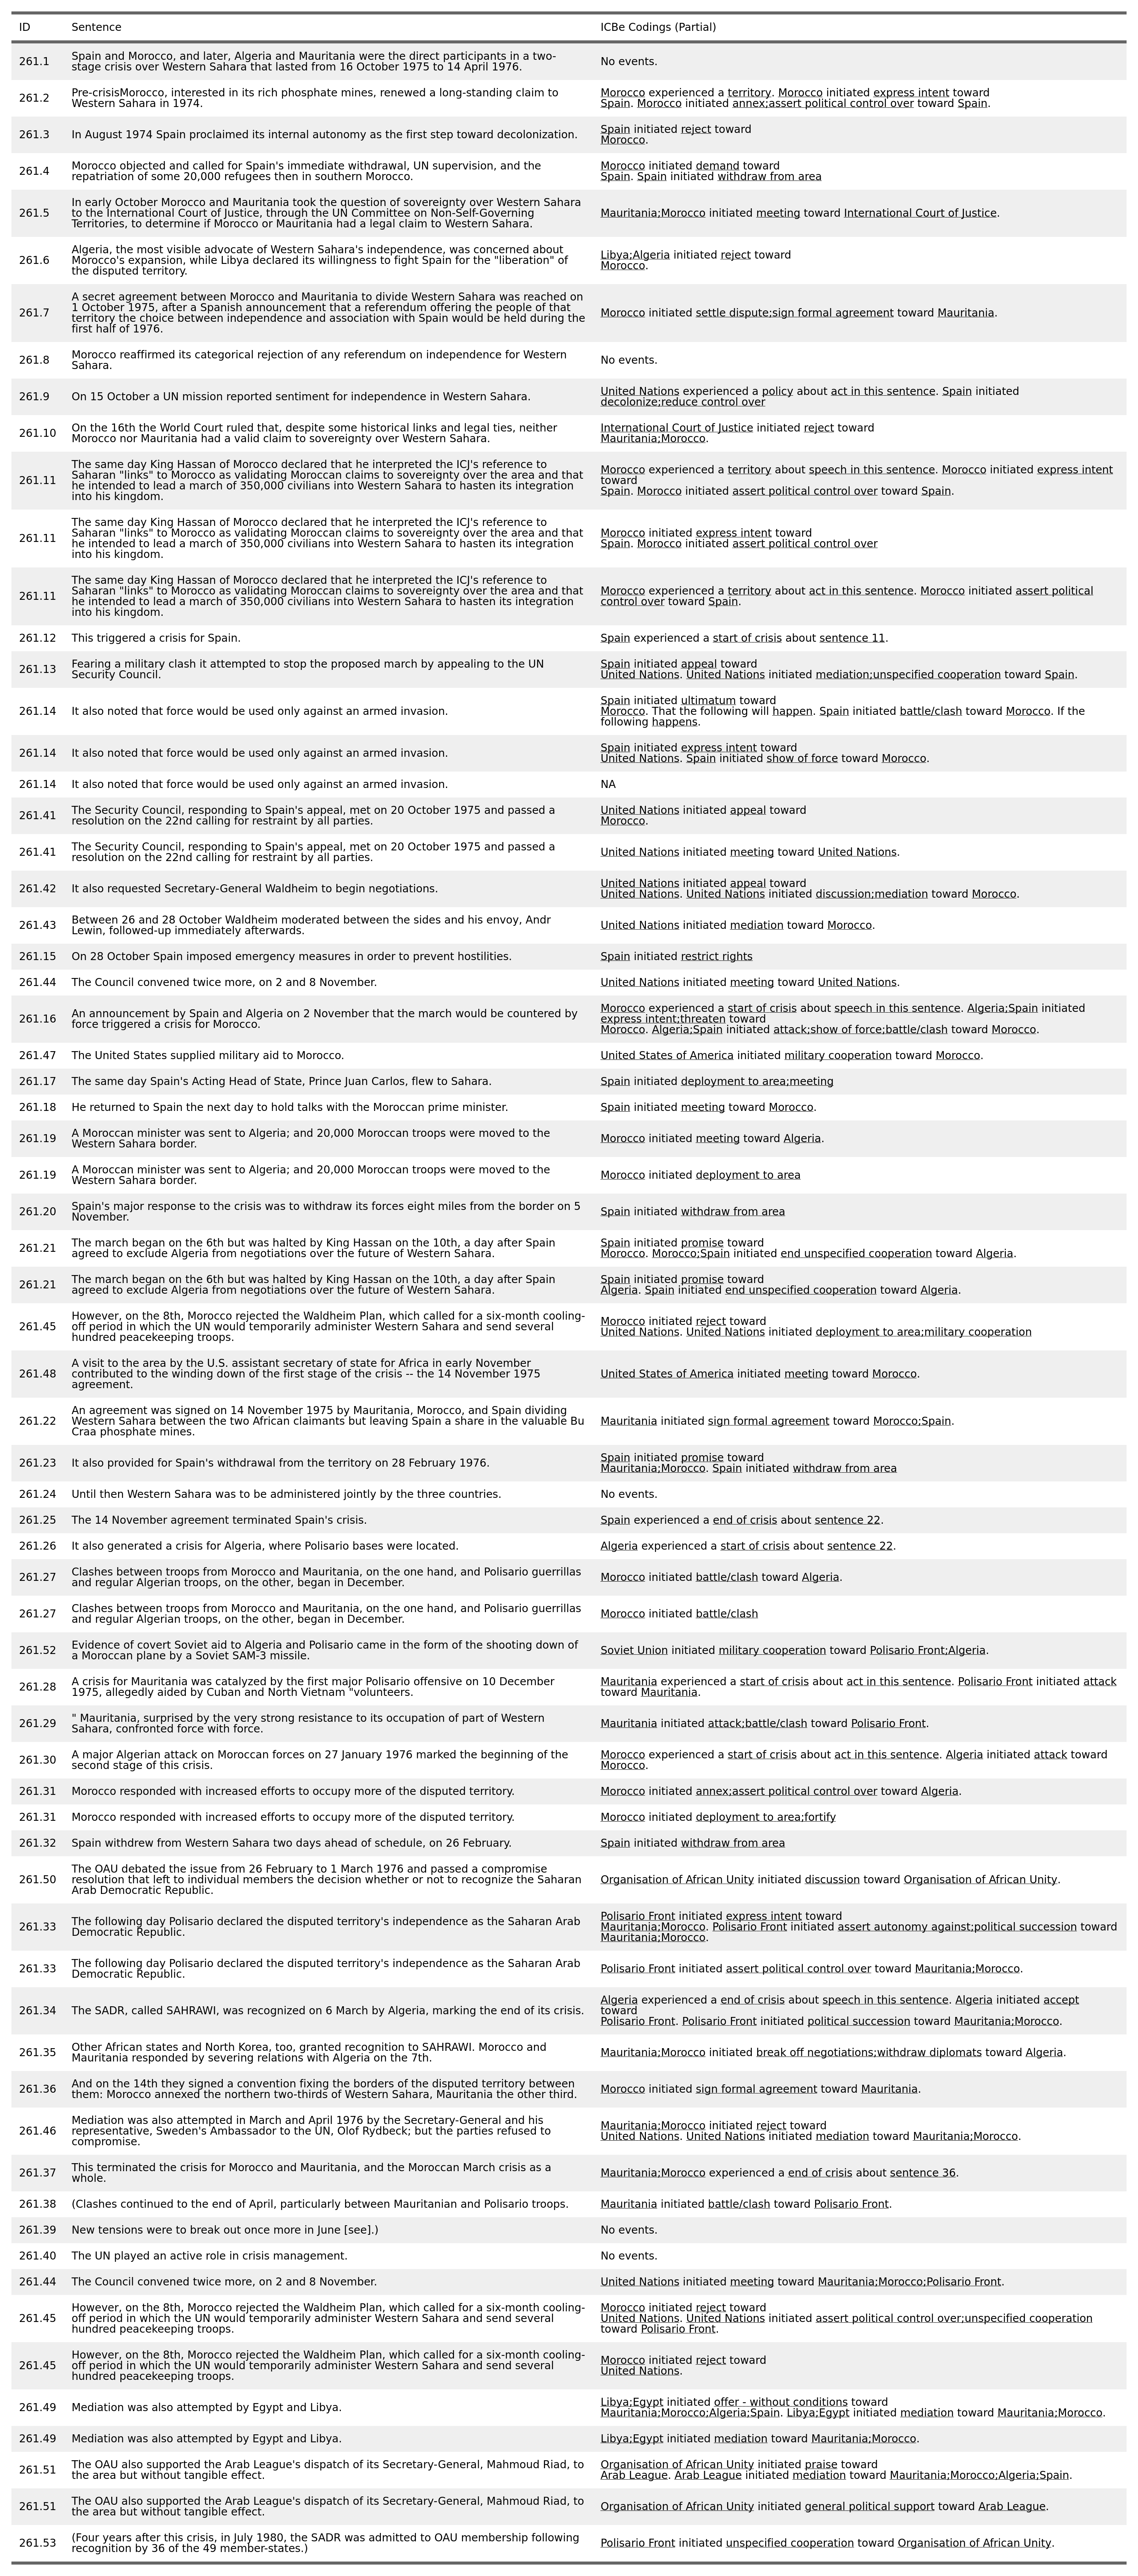 ID Sentence ICBe Codings (Partial)
261.1 Spain and Morocco, and later, Algeria and Mauritania were the direct participants in a two-
stage crisis over Western Sahara that lasted from 16 October 1975 to 14 April 1976.
No events.
261.2 Pre-crisisMorocco, interested in its rich phosphate mines, renewed a long-standing claim to
Western Sahara in 1974.
Morocco experienced a territory. Morocco initiated express intent toward
Spain. Morocco initiated annex;assert political control over toward Spain.
261.3 In August 1974 Spain proclaimed its internal autonomy as the first step toward decolonization.
Spain initiated reject toward
Morocco.
261.4 Morocco objected and called for Spain's immediate withdrawal, UN supervision, and the
repatriation of some 20,000 refugees then in southern Morocco.
Morocco initiated demand toward
Spain. Spain initiated withdraw from area
261.5 In early October Morocco and Mauritania took the question of sovereignty over Western Sahara
to the International Court of Justice, through the UN Committee on Non-Self-Governing
Territories, to determine if Morocco or Mauritania had a legal claim to Western Sahara.
Mauritania;Morocco initiated meeting toward International Court of Justice.
261.6 Algeria, the most visible advocate of Western Sahara's independence, was concerned about
Morocco's expansion, while Libya declared its willingness to fight Spain for the "liberation" of
the disputed territory.
Libya;Algeria initiated reject toward
Morocco.
261.7 A secret agreement between Morocco and Mauritania to divide Western Sahara was reached on
1 October 1975, after a Spanish announcement that a referendum offering the people of that
territory the choice between independence and association with Spain would be held during the
first half of 1976.
Morocco initiated settle dispute;sign formal agreement toward Mauritania.
261.8 Morocco reaffirmed its categorical rejection of any referendum on independence for Western
Sahara.
No events.
261.9 On 15 October a UN mission reported sentiment for independence in Western Sahara.
United Nations experienced a policy about act in this sentence. Spain initiated
decolonize;reduce control over
261.10 On the 16th the World Court ruled that, despite some historical links and legal ties, neither
Morocco nor Mauritania had a valid claim to sovereignty over Western Sahara.
International Court of Justice initiated reject toward
Mauritania;Morocco.
261.11 The same day King Hassan of Morocco declared that he interpreted the ICJ's reference to
Saharan "links" to Morocco as validating Moroccan claims to sovereignty over the area and that
he intended to lead a march of 350,000 civilians into Western Sahara to hasten its integration
into his kingdom.
Morocco experienced a territory about speech in this sentence. Morocco initiated express intent
toward
Spain. Morocco initiated assert political control over toward Spain.
261.11 The same day King Hassan of Morocco declared that he interpreted the ICJ's reference to
Saharan "links" to Morocco as validating Moroccan claims to sovereignty over the area and that
he intended to lead a march of 350,000 civilians into Western Sahara to hasten its integration
into his kingdom.
Morocco initiated express intent toward
Spain. Morocco initiated assert political control over
261.11 The same day King Hassan of Morocco declared that he interpreted the ICJ's reference to
Saharan "links" to Morocco as validating Moroccan claims to sovereignty over the area and that
he intended to lead a march of 350,000 civilians into Western Sahara to hasten its integration
into his kingdom.
Morocco experienced a territory about act in this sentence. Morocco initiated assert political
control over toward Spain.
261.12 This triggered a crisis for Spain.
Spain experienced a start of crisis about sentence 11.
261.13 Fearing a military clash it attempted to stop the proposed march by appealing to the UN
Security Council.
Spain initiated appeal toward
United Nations. United Nations initiated mediation;unspecified cooperation toward Spain.
261.14 It also noted that force would be used only against an armed invasion.
Spain initiated ultimatum toward
Morocco. That the following will happen. Spain initiated battle/clash toward Morocco. If the
following happens.
261.14 It also noted that force would be used only against an armed invasion.
Spain initiated express intent toward
United Nations. Spain initiated show of force toward Morocco.
261.14 It also noted that force would be used only against an armed invasion.
NA
261.41 The Security Council, responding to Spain's appeal, met on 20 October 1975 and passed a
resolution on the 22nd calling for restraint by all parties.
United Nations initiated appeal toward
Morocco.
261.41 The Security Council, responding to Spain's appeal, met on 20 October 1975 and passed a
resolution on the 22nd calling for restraint by all parties.
United Nations initiated meeting toward United Nations.
261.42 It also requested Secretary-General Waldheim to begin negotiations.
United Nations initiated appeal toward
United Nations. United Nations initiated discussion;mediation toward Morocco.
261.43 Between 26 and 28 October Waldheim moderated between the sides and his envoy, Andr
Lewin, followed-up immediately afterwards.
United Nations initiated mediation toward Morocco.
261.15 On 28 October Spain imposed emergency measures in order to prevent hostilities.
Spain initiated restrict rights
261.44 The Council convened twice more, on 2 and 8 November.
United Nations initiated meeting toward United Nations.
261.16 An announcement by Spain and Algeria on 2 November that the march would be countered by
force triggered a crisis for Morocco.
Morocco experienced a start of crisis about speech in this sentence. Algeria;Spain initiated
express intent;threaten toward
Morocco. Algeria;Spain initiated attack;show of force;battle/clash toward Morocco.
261.47 The United States supplied military aid to Morocco.
United States of America initiated military cooperation toward Morocco.
261.17 The same day Spain's Acting Head of State, Prince Juan Carlos, flew to Sahara.
Spain initiated deployment to area;meeting
261.18 He returned to Spain the next day to hold talks with the Moroccan prime minister.
Spain initiated meeting toward Morocco.
261.19 A Moroccan minister was sent to Algeria; and 20,000 Moroccan troops were moved to the
Western Sahara border.
Morocco initiated meeting toward Algeria.
261.19 A Moroccan minister was sent to Algeria; and 20,000 Moroccan troops were moved to the
Western Sahara border.
Morocco initiated deployment to area
261.20 Spain's major response to the crisis was to withdraw its forces eight miles from the border on 5
November.
Spain initiated withdraw from area
261.21 The march began on the 6th but was halted by King Hassan on the 10th, a day after Spain
agreed to exclude Algeria from negotiations over the future of Western Sahara.
Spain initiated promise toward
Morocco. Morocco;Spain initiated end unspecified cooperation toward Algeria.
261.21 The march began on the 6th but was halted by King Hassan on the 10th, a day after Spain
agreed to exclude Algeria from negotiations over the future of Western Sahara.
Spain initiated promise toward
Algeria. Spain initiated end unspecified cooperation toward Algeria.
261.45 However, on the 8th, Morocco rejected the Waldheim Plan, which called for a six-month cooling-
off period in which the UN would temporarily administer Western Sahara and send several
hundred peacekeeping troops.
Morocco initiated reject toward
United Nations. United Nations initiated deployment to area;military cooperation
261.48 A visit to the area by the U.S. assistant secretary of state for Africa in early November
contributed to the winding down of the first stage of the crisis -- the 14 November 1975
agreement.
United States of America initiated meeting toward Morocco.
261.22 An agreement was signed on 14 November 1975 by Mauritania, Morocco, and Spain dividing
Western Sahara between the two African claimants but leaving Spain a share in the valuable Bu
Craa phosphate mines.
Mauritania initiated sign formal agreement toward Morocco;Spain.
261.23 It also provided for Spain's withdrawal from the territory on 28 February 1976.
Spain initiated promise toward
Mauritania;Morocco. Spain initiated withdraw from area
261.24 Until then Western Sahara was to be administered jointly by the three countries.
No events.
261.25 The 14 November agreement terminated Spain's crisis.
Spain experienced a end of crisis about sentence 22.
261.26 It also generated a crisis for Algeria, where Polisario bases were located.
Algeria experienced a start of crisis about sentence 22.
261.27 Clashes between troops from Morocco and Mauritania, on the one hand, and Polisario guerrillas
and regular Algerian troops, on the other, began in December.
Morocco initiated battle/clash toward Algeria.
261.27 Clashes between troops from Morocco and Mauritania, on the one hand, and Polisario guerrillas
and regular Algerian troops, on the other, began in December.
Morocco initiated battle/clash
261.52 Evidence of covert Soviet aid to Algeria and Polisario came in the form of the shooting down of
a Moroccan plane by a Soviet SAM-3 missile.
Soviet Union initiated military cooperation toward Polisario Front;Algeria.
261.28 A crisis for Mauritania was catalyzed by the first major Polisario offensive on 10 December
1975, allegedly aided by Cuban and North Vietnam "volunteers.
Mauritania experienced a start of crisis about act in this sentence. Polisario Front initiated attack
toward Mauritania.
261.29 " Mauritania, surprised by the very strong resistance to its occupation of part of Western
Sahara, confronted force with force.
Mauritania initiated attack;battle/clash toward Polisario Front.
261.30 A major Algerian attack on Moroccan forces on 27 January 1976 marked the beginning of the
second stage of this crisis.
Morocco experienced a start of crisis about act in this sentence. Algeria initiated attack toward
Morocco.
261.31 Morocco responded with increased efforts to occupy more of the disputed territory.
Morocco initiated annex;assert political control over toward Algeria.
261.31 Morocco responded with increased efforts to occupy more of the disputed territory.
Morocco initiated deployment to area;fortify
261.32 Spain withdrew from Western Sahara two days ahead of schedule, on 26 February.
Spain initiated withdraw from area
261.50 The OAU debated the issue from 26 February to 1 March 1976 and passed a compromise
resolution that left to individual members the decision whether or not to recognize the Saharan
Arab Democratic Republic.
Organisation of African Unity initiated discussion toward Organisation of African Unity.
261.33 The following day Polisario declared the disputed territory's independence as the Saharan Arab
Democratic Republic.
Polisario Front initiated express intent toward
Mauritania;Morocco. Polisario Front initiated assert autonomy against;political succession toward
Mauritania;Morocco.
261.33 The following day Polisario declared the disputed territory's independence as the Saharan Arab
Democratic Republic.
Polisario Front initiated assert political control over toward Mauritania;Morocco.
261.34 The SADR, called SAHRAWI, was recognized on 6 March by Algeria, marking the end of its crisis.
Algeria experienced a end of crisis about speech in this sentence. Algeria initiated accept
toward
Polisario Front. Polisario Front initiated political succession toward Mauritania;Morocco.
261.35 Other African states and North Korea, too, granted recognition to SAHRAWI. Morocco and
Mauritania responded by severing relations with Algeria on the 7th.
Mauritania;Morocco initiated break off negotiations;withdraw diplomats toward Algeria.
261.36 And on the 14th they signed a convention fixing the borders of the disputed territory between
them: Morocco annexed the northern two-thirds of Western Sahara, Mauritania the other third.
Morocco initiated sign formal agreement toward Mauritania.
261.46 Mediation was also attempted in March and April 1976 by the Secretary-General and his
representative, Sweden's Ambassador to the UN, Olof Rydbeck; but the parties refused to
compromise.
Mauritania;Morocco initiated reject toward
United Nations. United Nations initiated mediation toward Mauritania;Morocco.
261.37 This terminated the crisis for Morocco and Mauritania, and the Moroccan March crisis as a
whole.
Mauritania;Morocco experienced a end of crisis about sentence 36.
261.38 (Clashes continued to the end of April, particularly between Mauritanian and Polisario troops.
Mauritania initiated battle/clash toward Polisario Front.
261.39 New tensions were to break out once more in June [see].)
No events.
261.40 The UN played an active role in crisis management.
No events.
261.44 The Council convened twice more, on 2 and 8 November.
United Nations initiated meeting toward Mauritania;Morocco;Polisario Front.
261.45 However, on the 8th, Morocco rejected the Waldheim Plan, which called for a six-month cooling-
off period in which the UN would temporarily administer Western Sahara and send several
hundred peacekeeping troops.
Morocco initiated reject toward
United Nations. United Nations initiated assert political control over;unspecified cooperation
toward Polisario Front.
261.45 However, on the 8th, Morocco rejected the Waldheim Plan, which called for a six-month cooling-
off period in which the UN would temporarily administer Western Sahara and send several
hundred peacekeeping troops.
Morocco initiated reject toward
United Nations.
261.49 Mediation was also attempted by Egypt and Libya.
Libya;Egypt initiated offer - without conditions toward
Mauritania;Morocco;Algeria;Spain. Libya;Egypt initiated mediation toward Mauritania;Morocco.
261.49 Mediation was also attempted by Egypt and Libya.
Libya;Egypt initiated mediation toward Mauritania;Morocco.
261.51 The OAU also supported the Arab League's dispatch of its Secretary-General, Mahmoud Riad, to
the area but without tangible effect.
Organisation of African Unity initiated praise toward
Arab League. Arab League initiated mediation toward Mauritania;Morocco;Algeria;Spain.
261.51 The OAU also supported the Arab League's dispatch of its Secretary-General, Mahmoud Riad, to
the area but without tangible effect.
Organisation of African Unity initiated general political support toward Arab League.
261.53 (Four years after this crisis, in July 1980, the SADR was admitted to OAU membership following
recognition by 36 of the 49 member-states.)
Polisario Front initiated unspecified cooperation toward Organisation of African Unity.